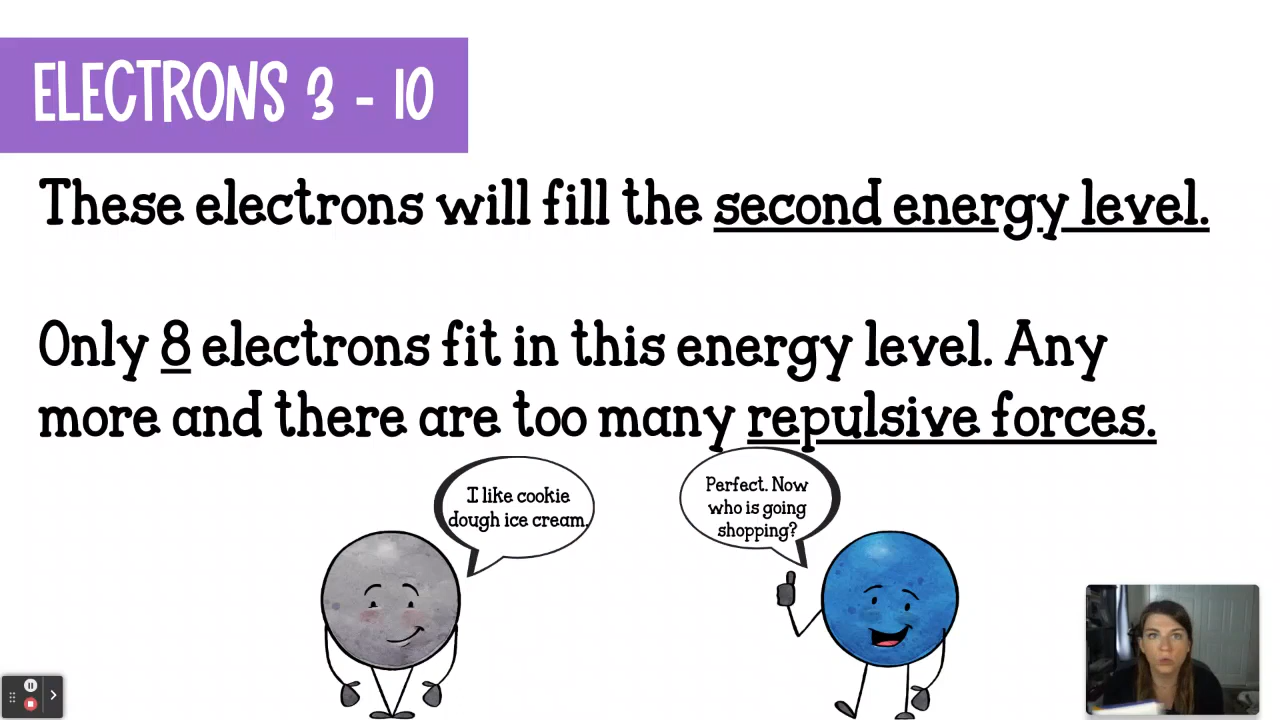 ELECTRONS 3 - 10
These electrons will fill the second energy level.
Only 8 electrons fit in this energy level. Any
more and there are too many repulsive forces.
I like cookie
dough ice cream.
Perfect. Now
who is going
shopping?